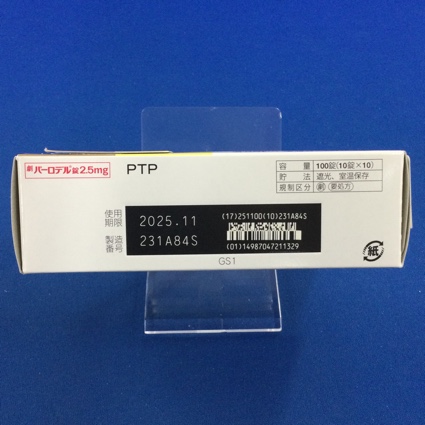 劇 パーロデル錠2.5mg
PTP
容量 100錠(10錠×10)
貯法 遮光、室温保存
規制区分 劇 要処方
使用期限 2025.11
製造番号 231A84S
(17)251100(10)231A84S
(01)14987047211329
GS1
紙